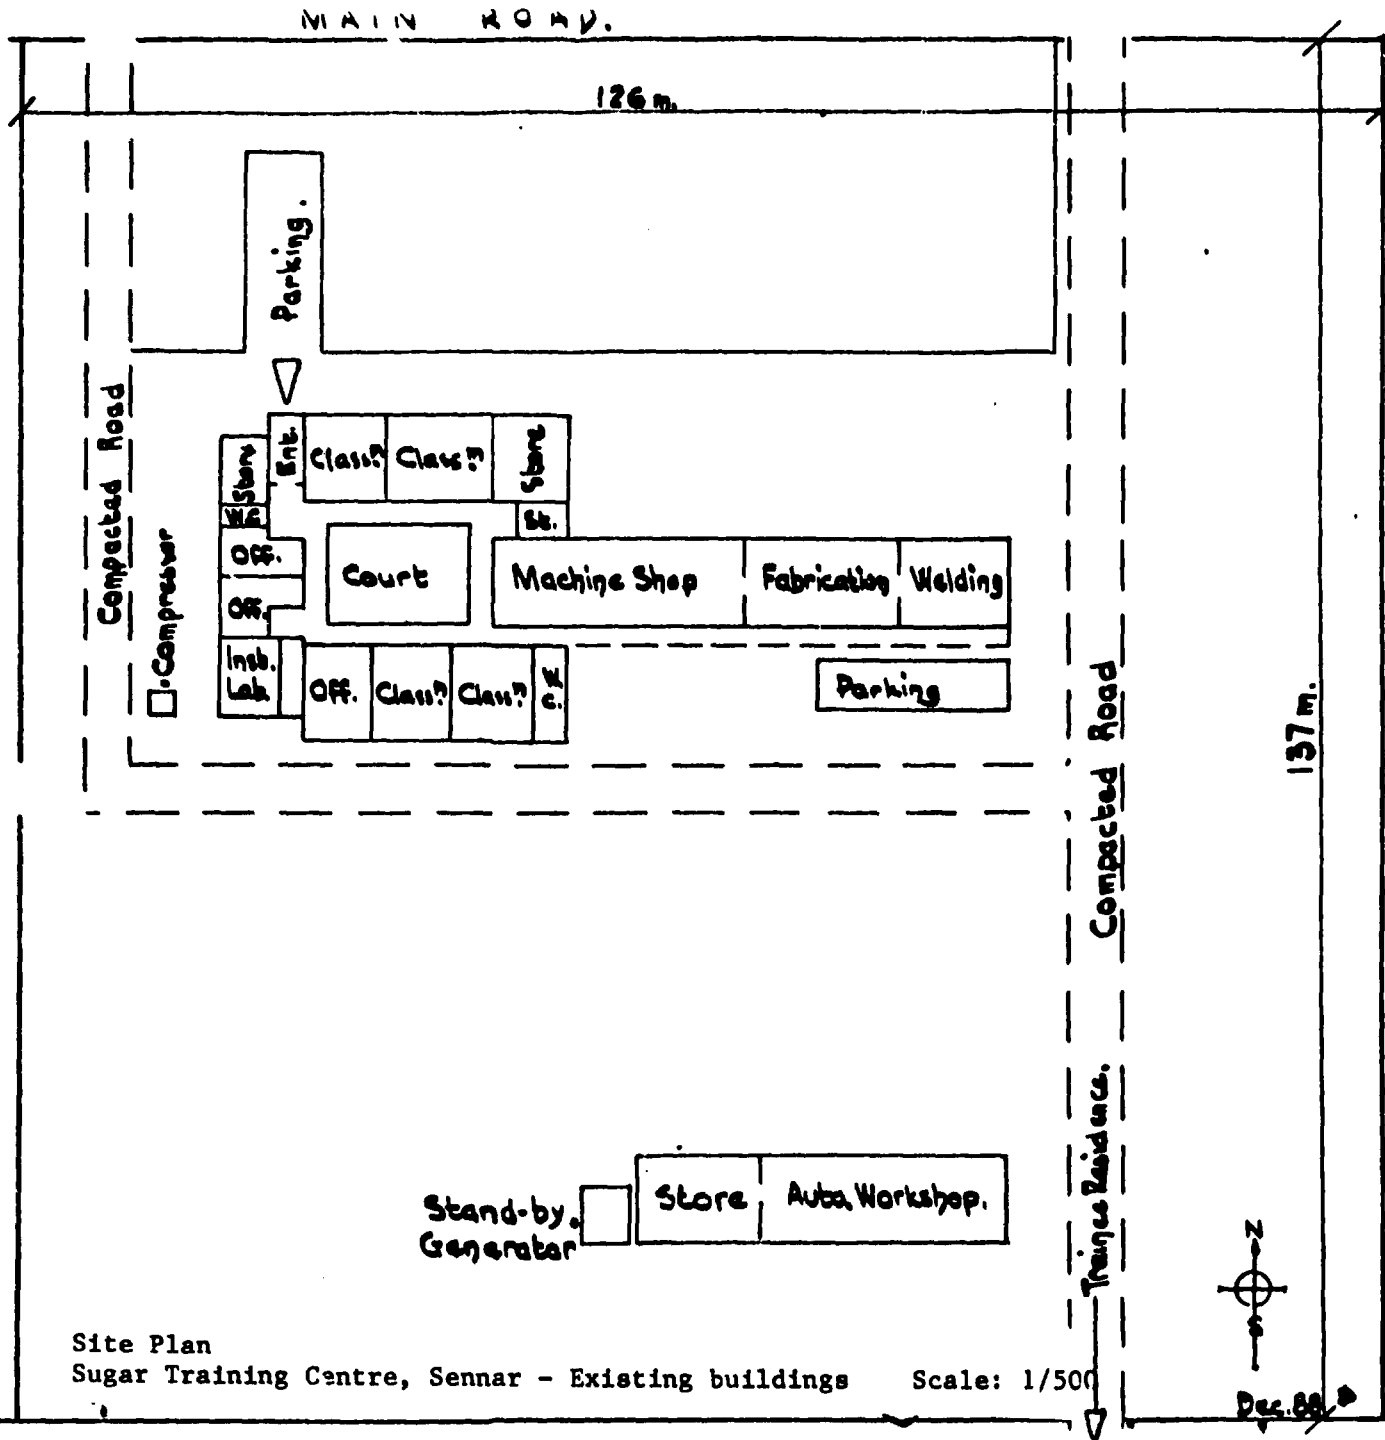 MAIN ROAD.
126 m.
Parking.
Compacted Road
Ent.
Class.m
Class.m
Store
Store
W.C.
St.
Off.
Court
Machine Shop
Fabrication
Welding
Off.
Compressor
Inst.
Lab.
Off.
Class.m
Class.m
W.
c.
Parking
Compacted Road
137 m.
Trainee Residence.
Stand-by.
Generator
Store
Auto. Workshop.
N
S
Site Plan
Sugar Training Centre, Sennar - Existing buildings Scale: 1/500
Dec. 88